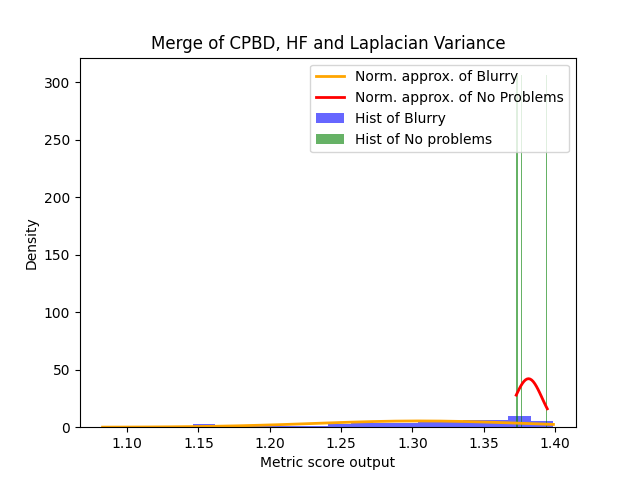 Merge of CPBD, HF and Laplacian Variance
Norm. approx. of Blurry
Norm. approx. of No Problems
Hist of Blurry
Hist of No problems
300
250
200
150
100
50
0
Density
1.10 1.15 1.20 1.25 1.30 1.35 1.40
Metric score output